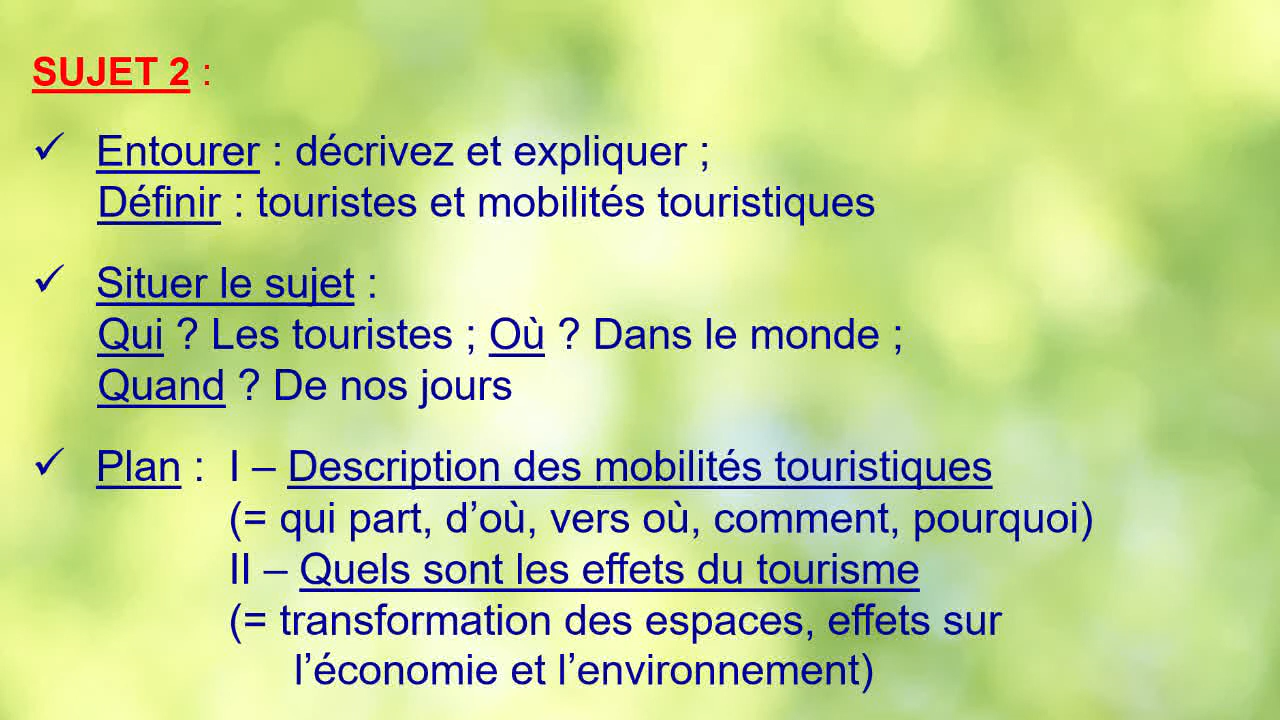 SUJET 2 :
✓ Entourer : décrivez et expliquer ;
Définir : touristes et mobilités touristiques
✓ Situer le sujet :
Qui ? Les touristes ; Où ? Dans le monde ;
Quand ? De nos jours
✓ Plan : I – Description des mobilités touristiques
(= qui part, d’où, vers où, comment, pourquoi)
II – Quels sont les effets du tourisme
(= transformation des espaces, effets sur
l’économie et l’environnement)